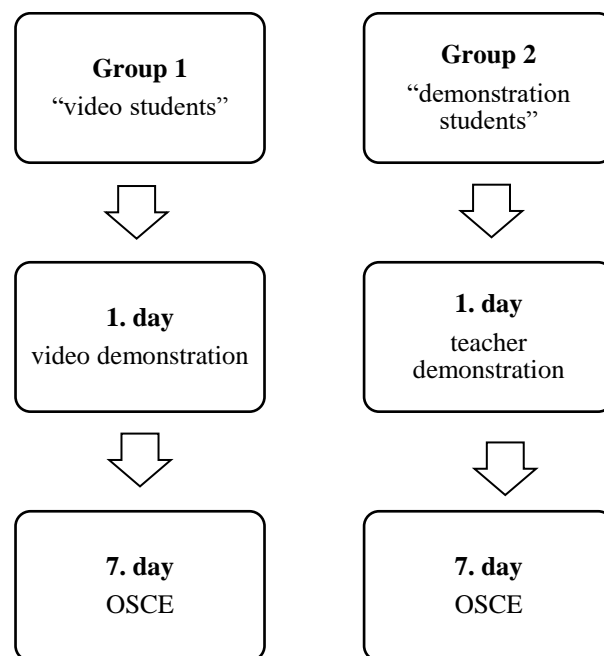 Group 1
“video students”
1. day
video demonstration
7. day
OSCE
Group 2
“demonstration
students”
1. day
teacher
demonstration
7. day
OSCE